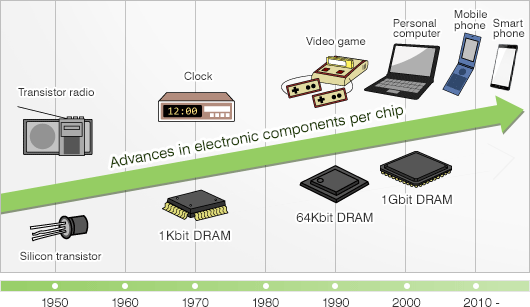 Mobile
phone
Smart
phone
Personal
computer
Video game
Clock
Transistor radio
12:00
Advances in electronic components per chip
1Gbit DRAM
64Kbit DRAM
1Kbit DRAM
Silicon transistor
1950 1960 1970 1980 1990 2000 2010 -